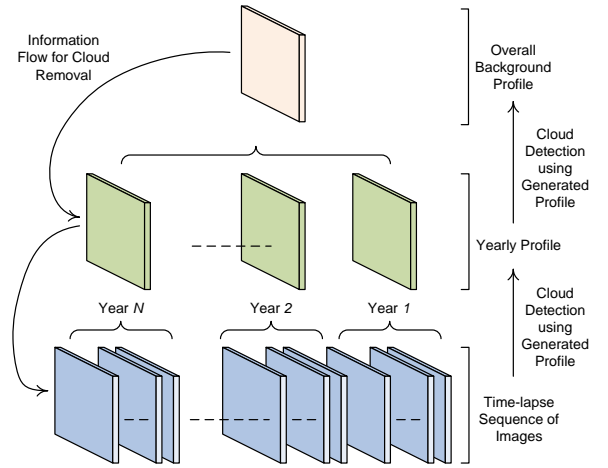 Information
Flow for Cloud
Removal
Overall
Background
Profile
Cloud
Detection
using
Generated
Profile
Yearly Profile
Year N
Year 2
Year 1
Cloud
Detection
using
Generated
Profile
Time-lapse
Sequence of
Images